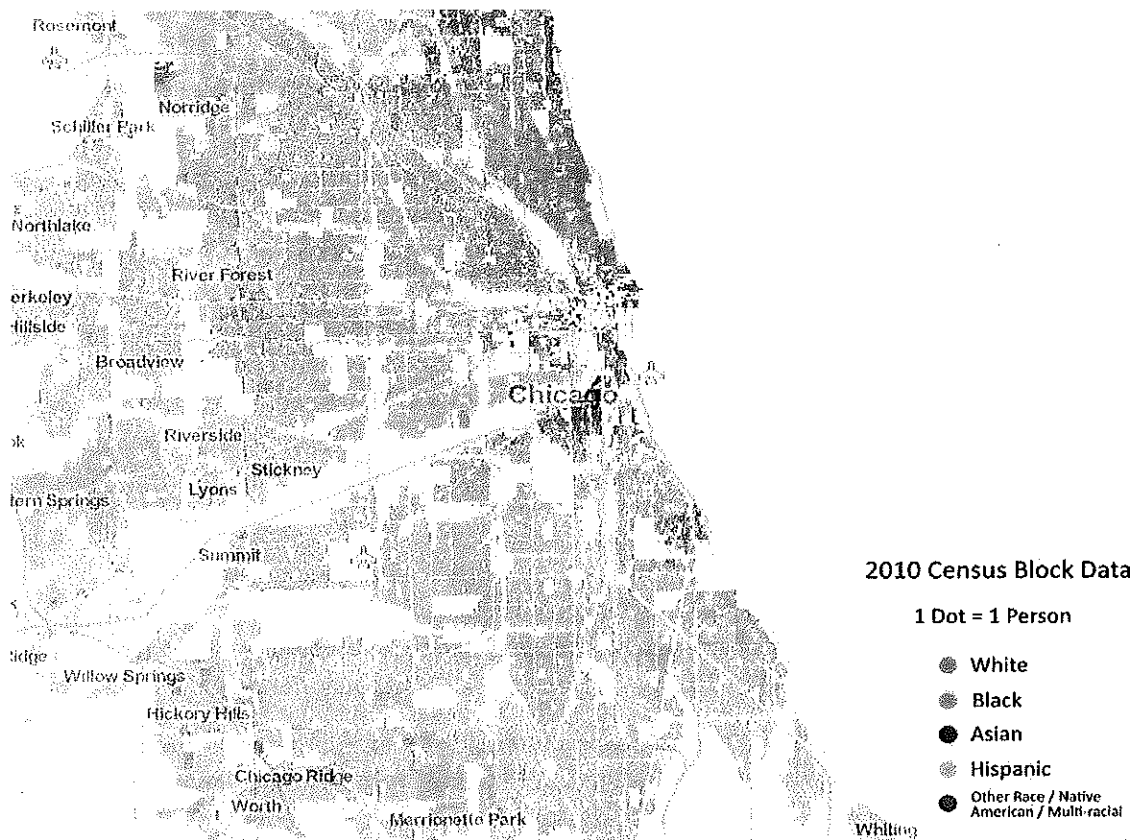 Rosemont
Norridge
Schiller Park
Northlake
River Forest
erkeley
Hillside
Broadview
Chicago
Riverside
Stickney
Lyons
tern Springs
Summit
2010 Census Block Data
1 Dot = 1 Person
White
Black
Asian
Hispanic
Other Race / Native
American / Multi-racial
Ridge
Willow Springs
Hickory Hills
Chicago Ridge
Worth
Merrionette Park
Whiting